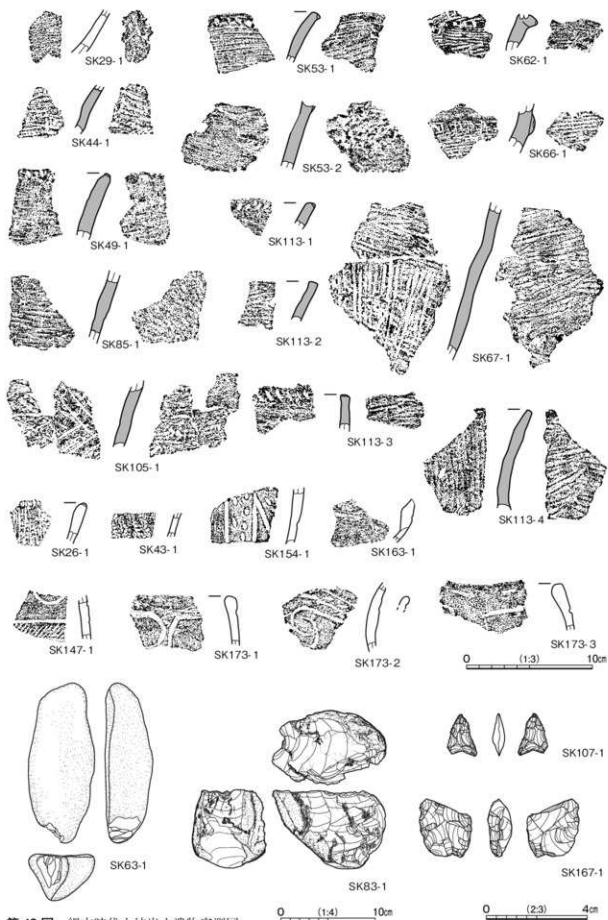 SK29-1
SK53-1
SK62-1
SK44-1
SK53-2
SK66-1
SK49-1
SK113-1
SK67-1
SK85-1
SK113-2
SK105-1
SK113-3
SK113-4
SK26-1
SK43-1
SK154-1
SK163-1
SK147-1
SK173-1
SK173-2
SK173-3
0 (1:3) 10cm
SK63-1
SK83-1
SK107-1
SK167-1
0 (1:4) 10cm
0 (2:3) 4cm